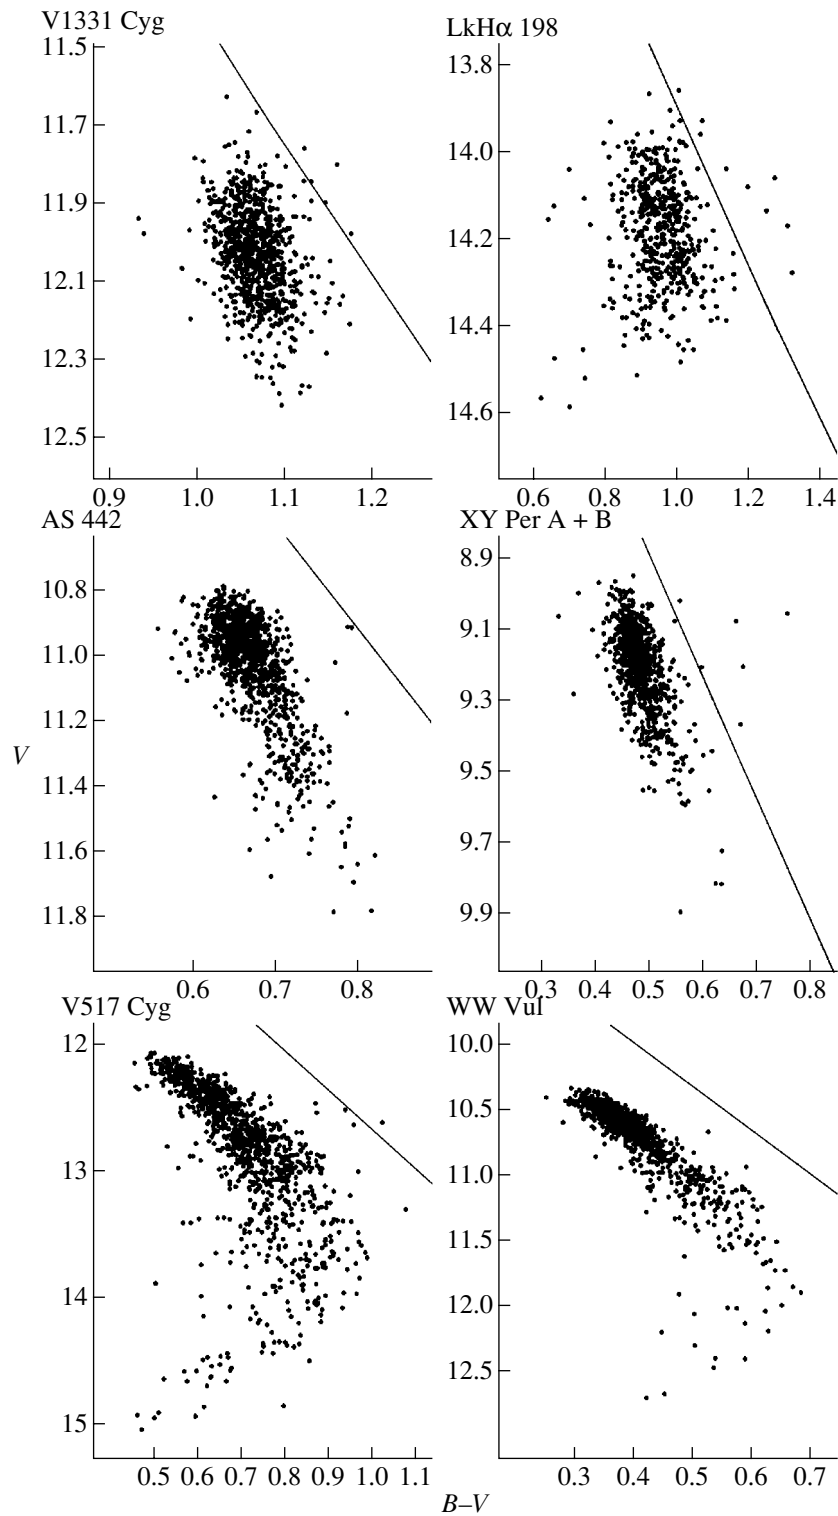 V1331 Cyg
LkHα 198
11.5
11.7
11.9
12.1
12.3
12.5
13.8
14.0
14.2
14.4
14.6
0.9 1.0 1.1 1.2
0.6 0.8 1.0 1.2 1.4
AS 442
XY Per A + B
10.8
11.0
11.2
11.4
11.6
11.8
V
8.9
9.1
9.3
9.5
9.7
9.9
0.6 0.7 0.8
0.3 0.4 0.5 0.6 0.7 0.8
V517 Cyg
WW Vul
12
13
14
15
10.0
10.5
11.0
11.5
12.0
12.5
0.5 0.6 0.7 0.8 0.9 1.0 1.1
0.3 0.4 0.5 0.6 0.7
B–V